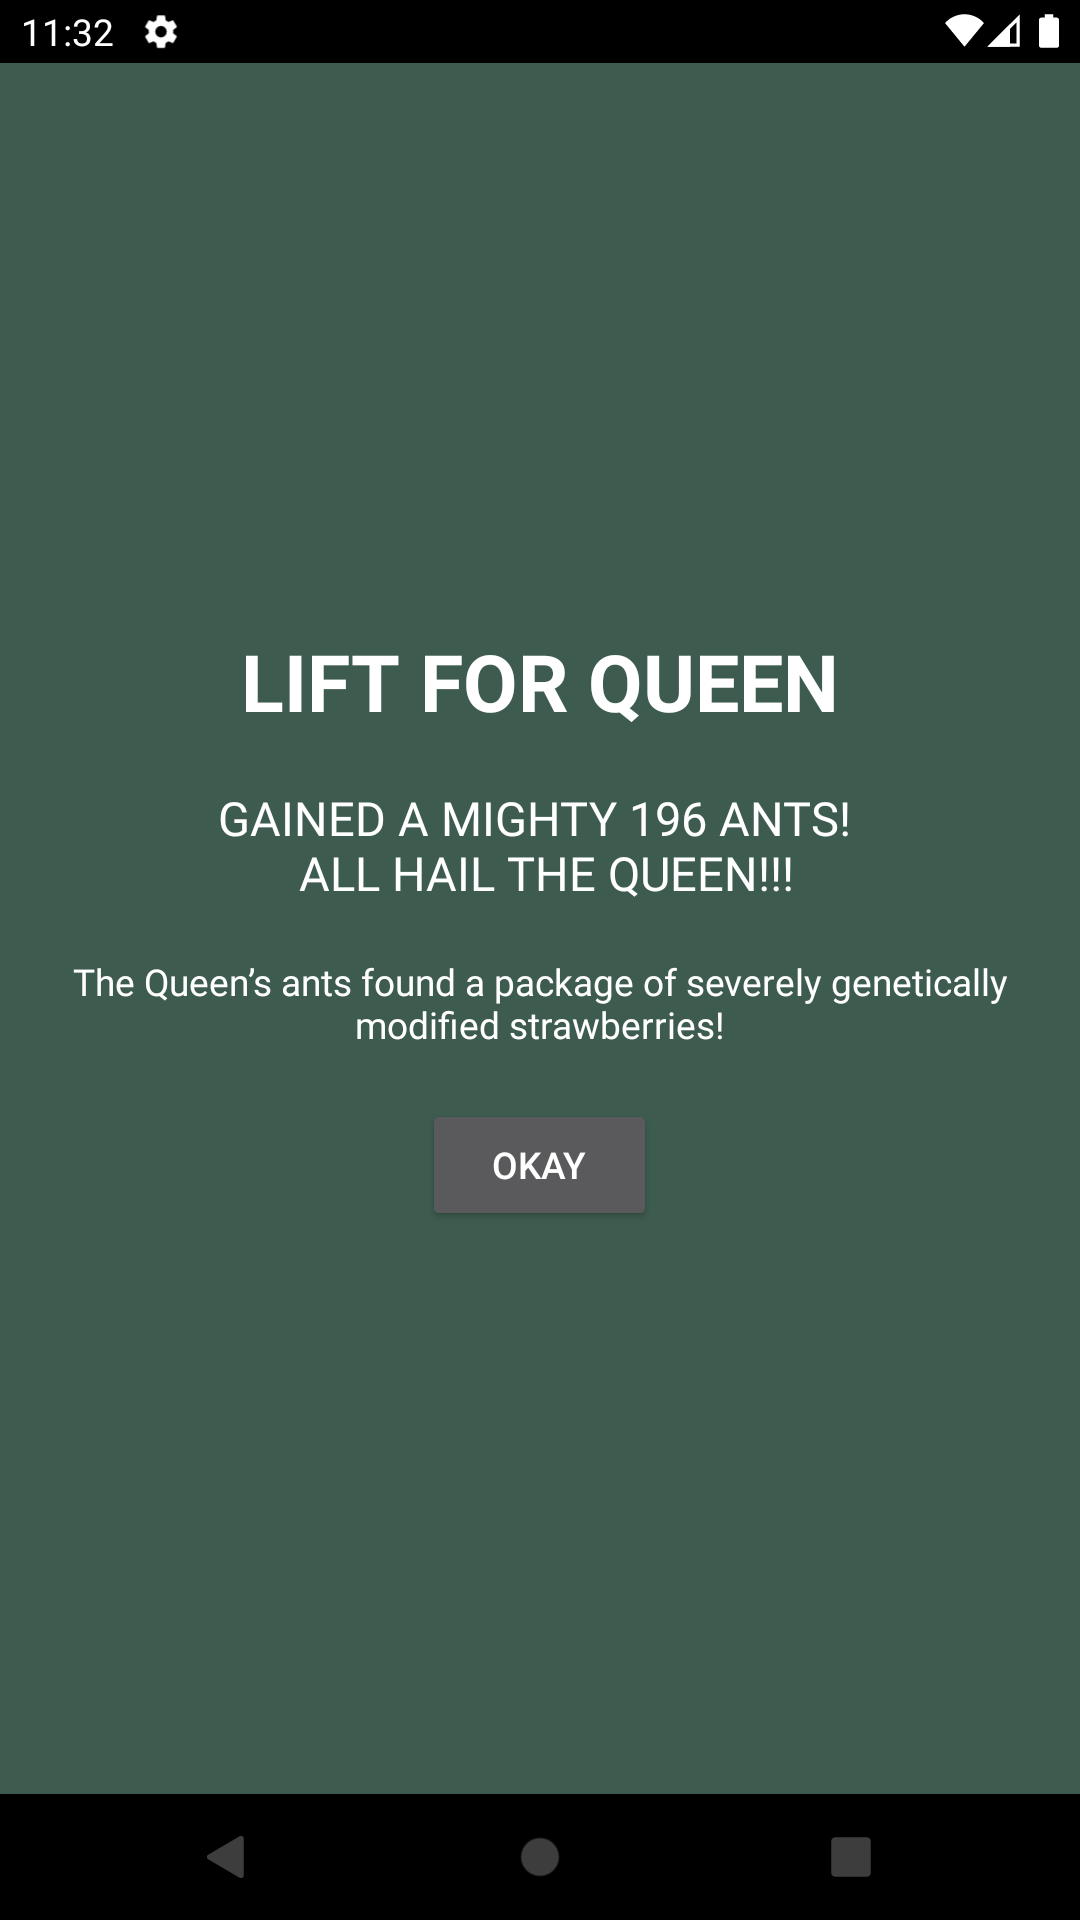 11:32
LIFT FOR QUEEN
GAINED A MIGHTY 196 ANTS!
ALL HAIL THE QUEEN!!!
The Queen’s ants found a package of severely genetically
modified strawberries!
OKAY